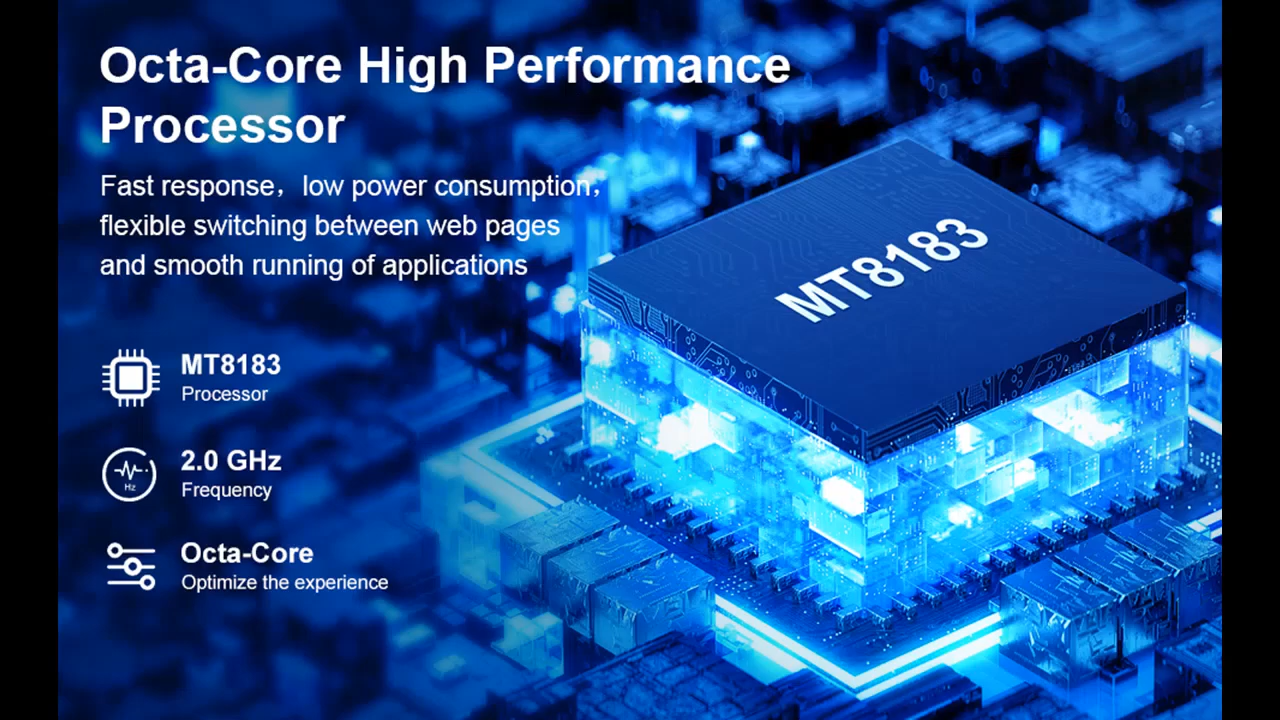 Octa-Core High Performance
Processor
Fast response，low power consumption，
flexible switching between web pages
and smooth running of applications
MT8183
MT8183
Processor
2.0 GHz
Hz
Frequency
Octa-Core
Optimize the experience